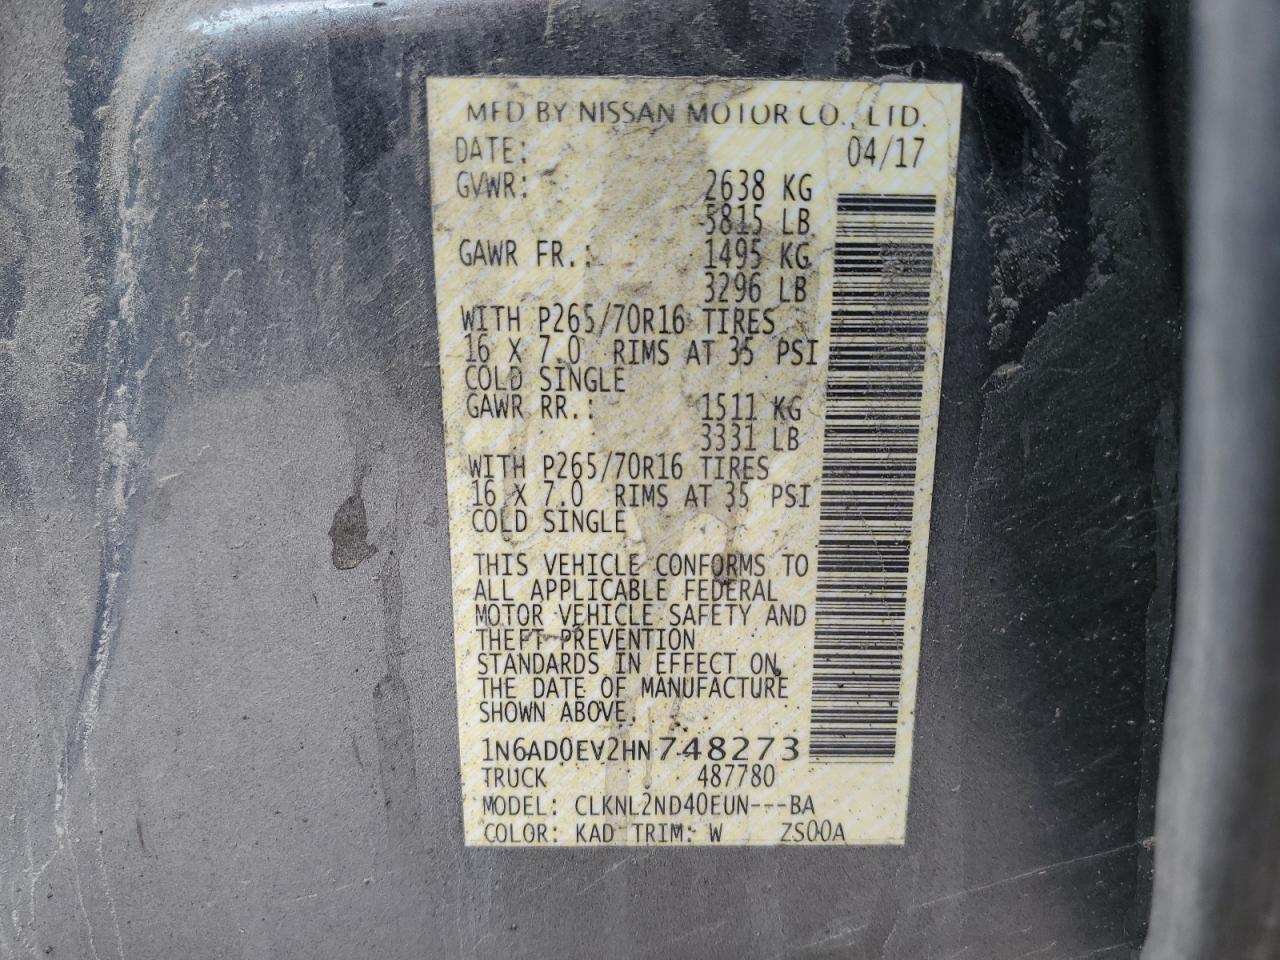 MFD BY NISSAN MOTOR CO., LTD.
DATE: 04/17
GVWR: 2638 KG
5815 LB
GAWR FR.: 1495 KG
3296 LB
WITH P265/70R16 TIRES
16 X 7.0 RIMS AT 35 PSI
COLD SINGLE
GAWR RR.: 1511 KG
3331 LB
WITH P265/70R16 TIRES
16 X 7.0 RIMS AT 35 PSI
COLD SINGLE
THIS VEHICLE CONFORMS TO
ALL APPLICABLE FEDERAL
MOTOR VEHICLE SAFETY AND
THEFT PREVENTION
STANDARDS IN EFFECT ON
THE DATE OF MANUFACTURE
SHOWN ABOVE.
1N6AD0EV2HN748273
TRUCK 487780
MODEL: CLKNL2ND40EUN---BA
COLOR: KAD TRIM: W ZS00A